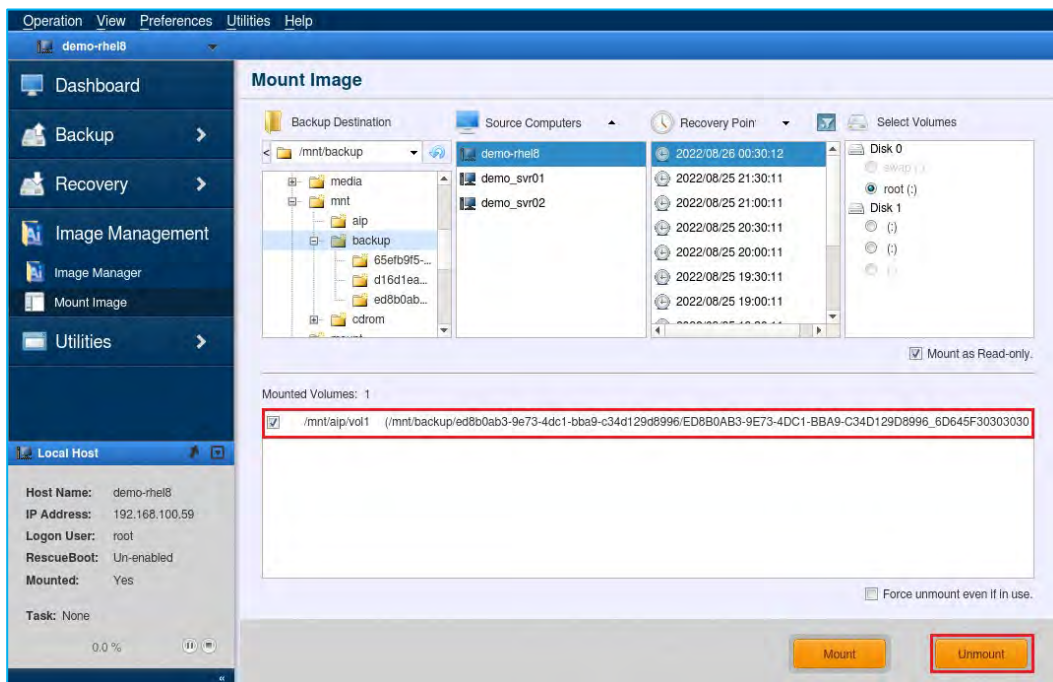 Operation View Preferences Utilities Help
demo-rhel8
Dashboard
Backup
Recovery
Image Management
Image Manager
Mount Image
Utilities
Local Host
Host Name: demo-rhel8
IP Address: 192.168.100.59
Logon User: root
RescueBoot: Un-enabled
Mounted: Yes
Task: None
0.0 %
Mount Image
Backup Destination
/mnt/backup
media
mnt
aip
backup
65efb9f5-...
d16d1ea...
ed8b0ab...
cdrom
Source Computers
demo-rhel8
demo_svr01
demo_svr02
Recovery Poin
2022/08/26 00:30:12
2022/08/25 21:30:11
2022/08/25 21:00:11
2022/08/25 20:30:11
2022/08/25 20:00:11
2022/08/25 19:30:11
2022/08/25 19:00:11
Select Volumes
Disk 0
swap (:)
root (:)
Disk 1
(:)
(:)
(:)
Mount as Read-only.
Mounted Volumes: 1
/mnt/aip/vol1 (/mnt/backup/ed8b0ab3-9e73-4dc1-bba9-c34d129d8996/ED8B0AB3-9E73-4DC1-BBA9-C34D129D8996_6D645F30303030
Force unmount even if in use.
Mount
Unmount